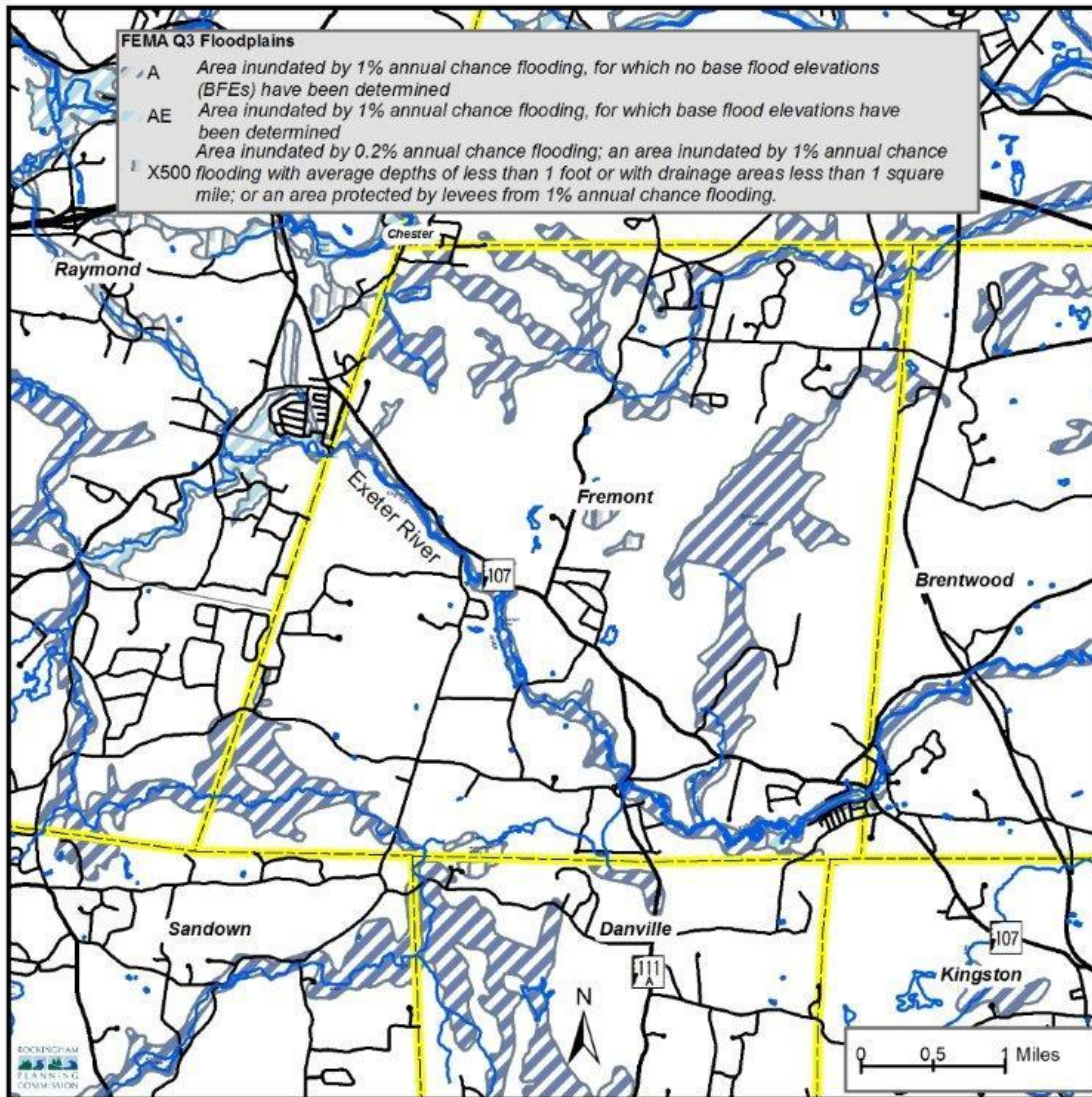 FEMA Q3 Floodplains
A Area inundated by 1% annual chance flooding, for which no base flood elevations
(BFEs) have been determined
AE Area inundated by 1% annual chance flooding, for which base flood elevations have
been determined
Area inundated by 0.2% annual chance flooding; an area inundated by 1% annual chance
X500 flooding with average depths of less than 1 foot or with drainage areas less than 1 square
mile; or an area protected by levees from 1% annual chance flooding.
Chester
Raymond
Exeter River
Fremont
107
Brentwood
Sandown
Danville
107
111
A
Kingston
N
0 0.5 1 Miles
ROCKINGHAM
PLANNING
COMMISSION